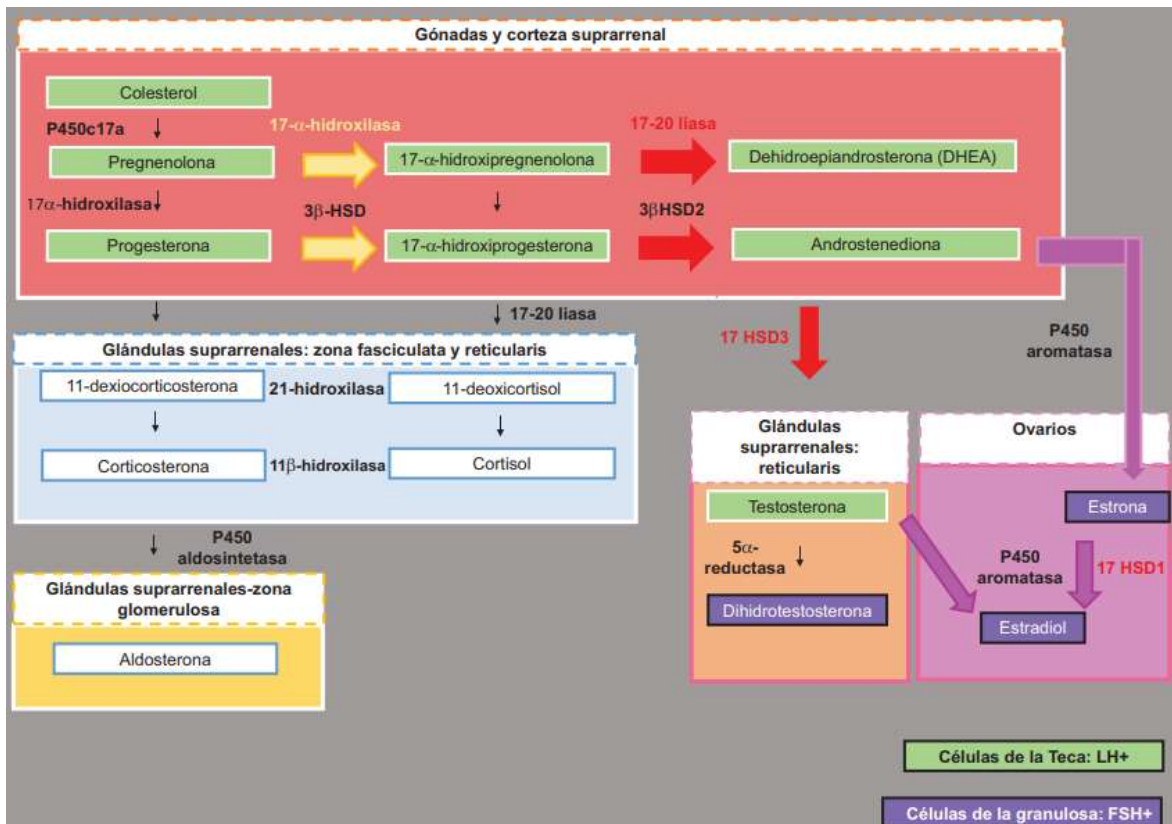 Gónadas y corteza suprarrenal
Colesterol
P450c17a
17-α-hidroxilasa
17-20 liasa
Pregnenolona
17-α-hidroxipregnenolona
Dehidroepiandrosterona (DHEA)
17α-hidroxilasa
3β-HSD
3βHSD2
Progesterona
17-α-hidroxiprogesterona
Androstenediona
17-20 liasa
17 HSD3
P450
aromatasa
Glándulas suprarrenales: zona fasciculata y reticularis
11-dexiocorticosterona
21-hidroxilasa
11-deoxicortisol
Corticosterona
11β-hidroxilasa
Cortisol
P450
aldosintetasa
Glándulas suprarrenales-zona
glomerulosa
Aldosterona
Glándulas
suprarrenales:
reticularis
Testosterona
5α-
reductasa
Dihidrotestosterona
Ovarios
Estrona
P450
aromatasa
17 HSD1
Estradiol
Células de la Teca: LH+
Células de la granulosa: FSH+